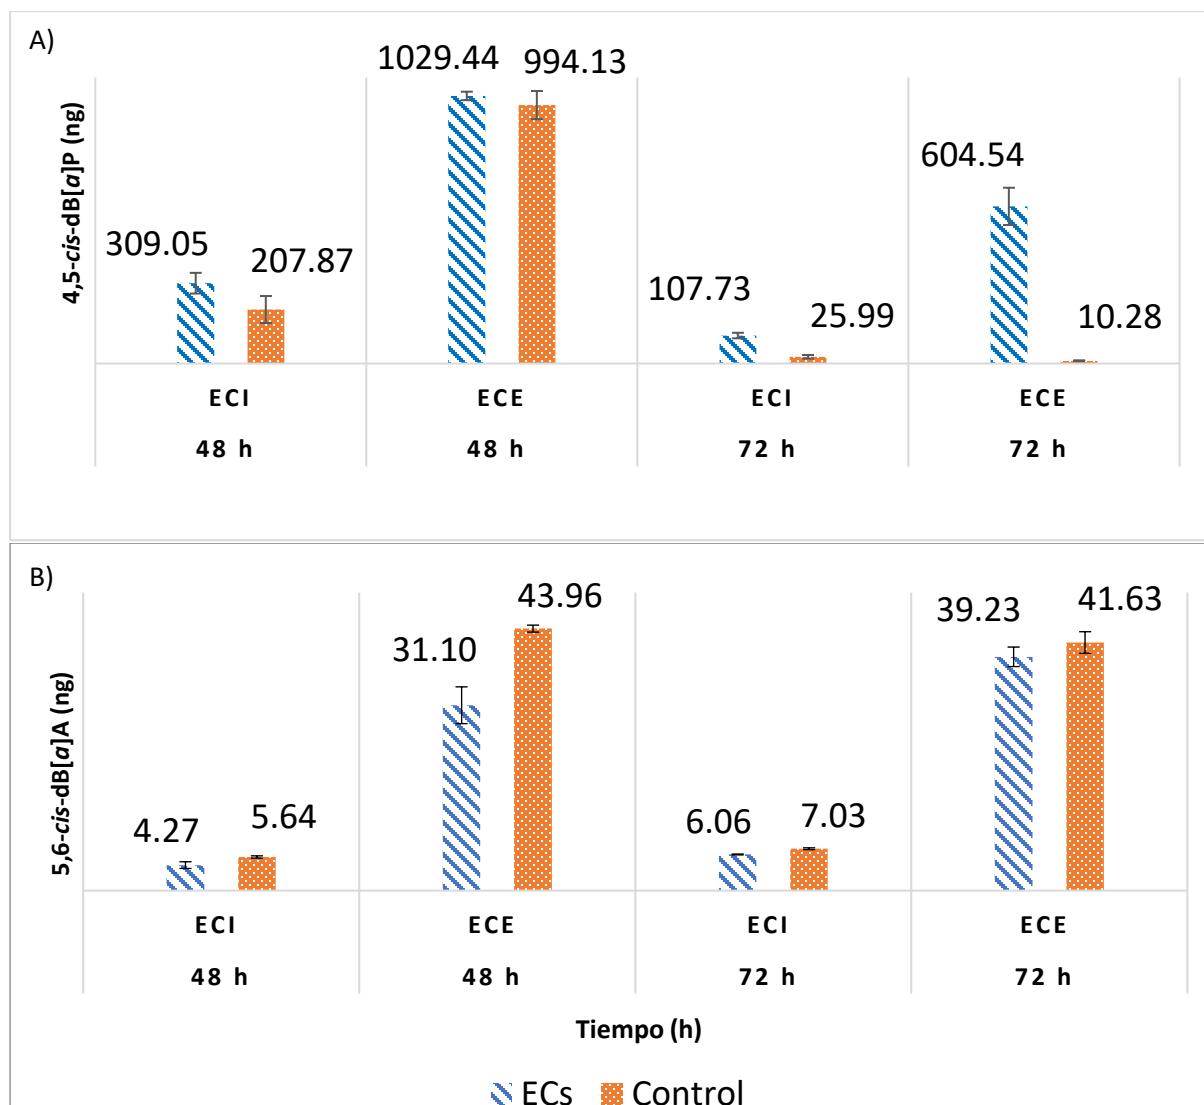 A)
4,5-cis-dB[a]P (ng)
309.05 207.87 1029.44 994.13 107.73 25.99 604.54 10.28
ECI ECE ECI ECE
48 h 48 h 72 h 72 h
B)
5,6-cis-dB[a]A (ng)
4.27 5.64 31.10 43.96 6.06 7.03 39.23 41.63
ECI ECE ECI ECE
48 h 48 h 72 h 72 h
Tiempo (h)
ECs Control